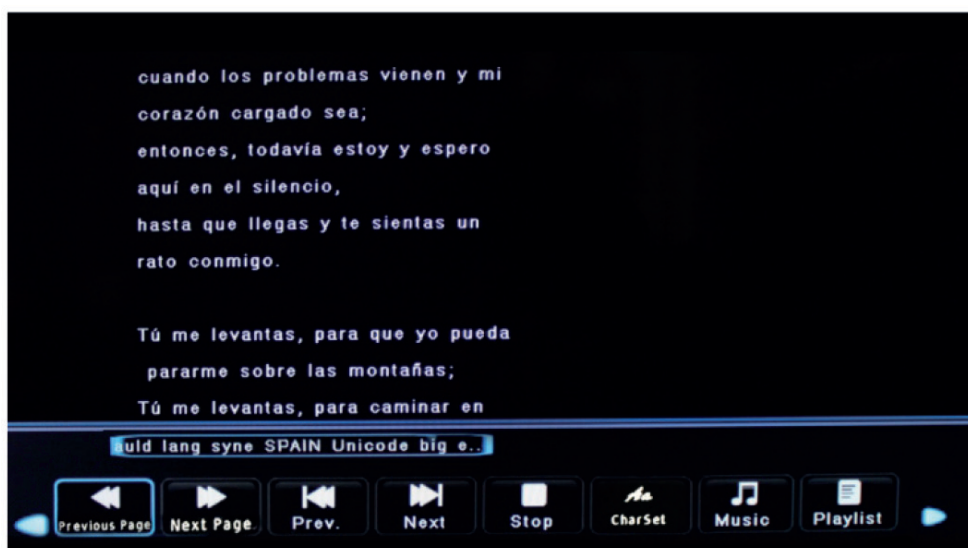 cuando los problemas vienen y mi
corazón cargado sea;
entonces, todavía estoy y espero
aquí en el silencio,
hasta que llegas y te sientas un
rato conmigo.
Tú me levantas, para que yo pueda
pararme sobre las montañas;
Tú me levantas, para caminar en
auld lang syne SPAIN Unicode big e..
Previous Page Next Page Prev. Next Stop CharSet Music Playlist